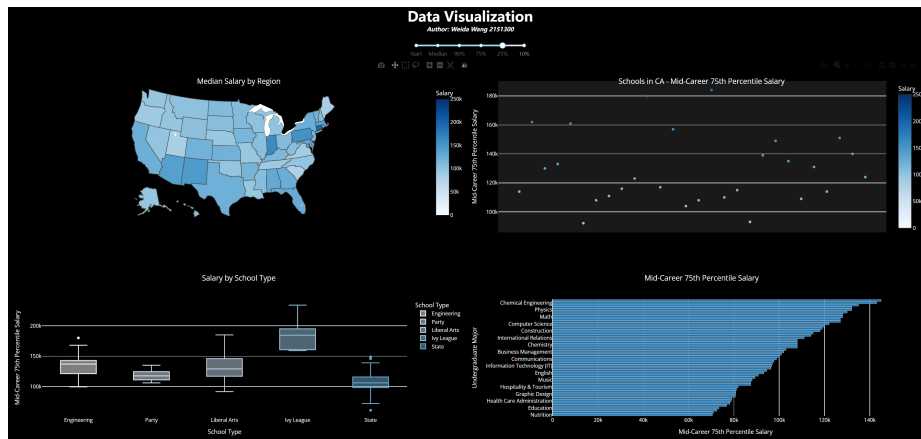 Data Visualization
Author: Weida Wang 2151300
Start Median 90% 75% 25% 10%
Median Salary by Region
Salary
250k
200k
150k
100k
50k
0
Schools in CA - Mid-Career 75th Percentile Salary
Mid-Career 75th Percentile Salary
180k
160k
140k
120k
100k
Salary
250k
200k
150k
100k
50k
0
Salary by School Type
Mid-Career 75th Percentile Salary
200k
150k
100k
Engineering Party Liberal Arts Ivy League State
School Type
School Type
Engineering
Party
Liberal Arts
Ivy League
State
Mid-Career 75th Percentile Salary
Undergraduate Major
Chemical Engineering
Physics
Math
Computer Science
Construction
International Relations
Chemistry
Business Management
Communications
Information Technology (IT)
English
Music
Hospitality & Tourism
Graphic Design
Health Care Administration
Education
Nutrition
0 20k 40k 60k 80k 100k 120k 140k
Mid-Career 75th Percentile Salary